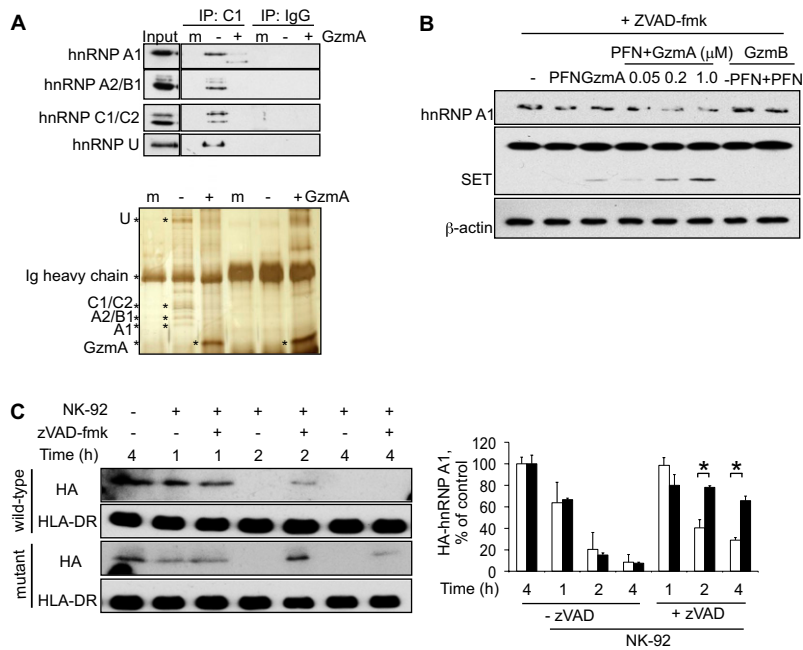 A
IP: C1 IP: IgG
Input m - + m - + GzmA
hnRNP A1
hnRNP A2/B1
hnRNP C1/C2
hnRNP U
m - + m - + GzmA
U *
Ig heavy chain *
C1/C2 *
A2/B1 *
A1 *
GzmA *
B
+ ZVAD-fmk
PFN+GzmA (μM) GzmB
- PFN GzmA 0.05 0.2 1.0 -PFN +PFN
hnRNP A1
SET
β-actin
C
NK-92 - + + + + + +
zVAD-fmk - - + - + - +
Time (h) 4 1 1 2 2 4 4
wild-type
HA
HLA-DR
mutant
HA
HLA-DR
HA-hnRNP A1,
% of control
120
100
80
60
40
20
0
* *
Time (h) 4 1 2 4 1 2 4
- zVAD + zVAD
NK-92